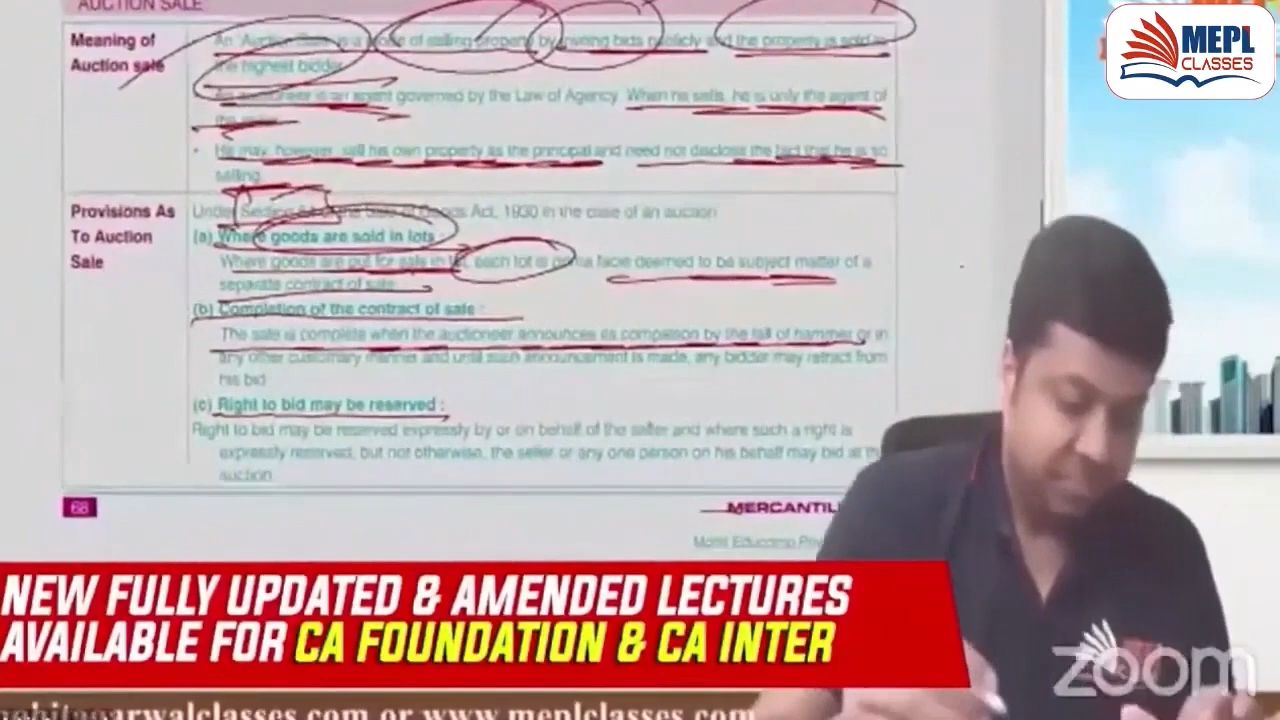 AUCTION SALE
Meaning of
Auction sale
An Auction Sale is a mode of selling property by inviting bids publicly and the property is sold to
the highest bidder
An auctioneer is an agent governed by the Law of Agency. When he sells, he is only the agent of
the
• He may, however, sell his own property as the principal and need not disclose the fact that he is so
selling.
Provisions As
To Auction
Sale
Under Section of the Sale of Goods Act, 1930 in the case of an auction
(a) Where goods are sold in lots :
Where goods are put for sale in lot, each lot is prima facie deemed to be subject matter of a
separate contract of sale.
(b) Completion of the contract of sale :
The sale is complete when the auctioneer announces its completion by the fall of hammer or in
any other customary manner and until such announcement is made, any bidder may retract from
his bid
(c) Right to bid may be reserved :
Right to bid may be reserved expressly by or on behalf of the seller and where such a right is
expressly reserved, but not otherwise, the seller or any one person on his behalf may bid at the
auction.
68
MERCANTIL
Mohit Educomp Priv
MEPL
CLASSES
NEW FULLY UPDATED & AMENDED LECTURES
AVAILABLE FOR CA FOUNDATION & CA INTER
zoom
or www.meplclasses.com